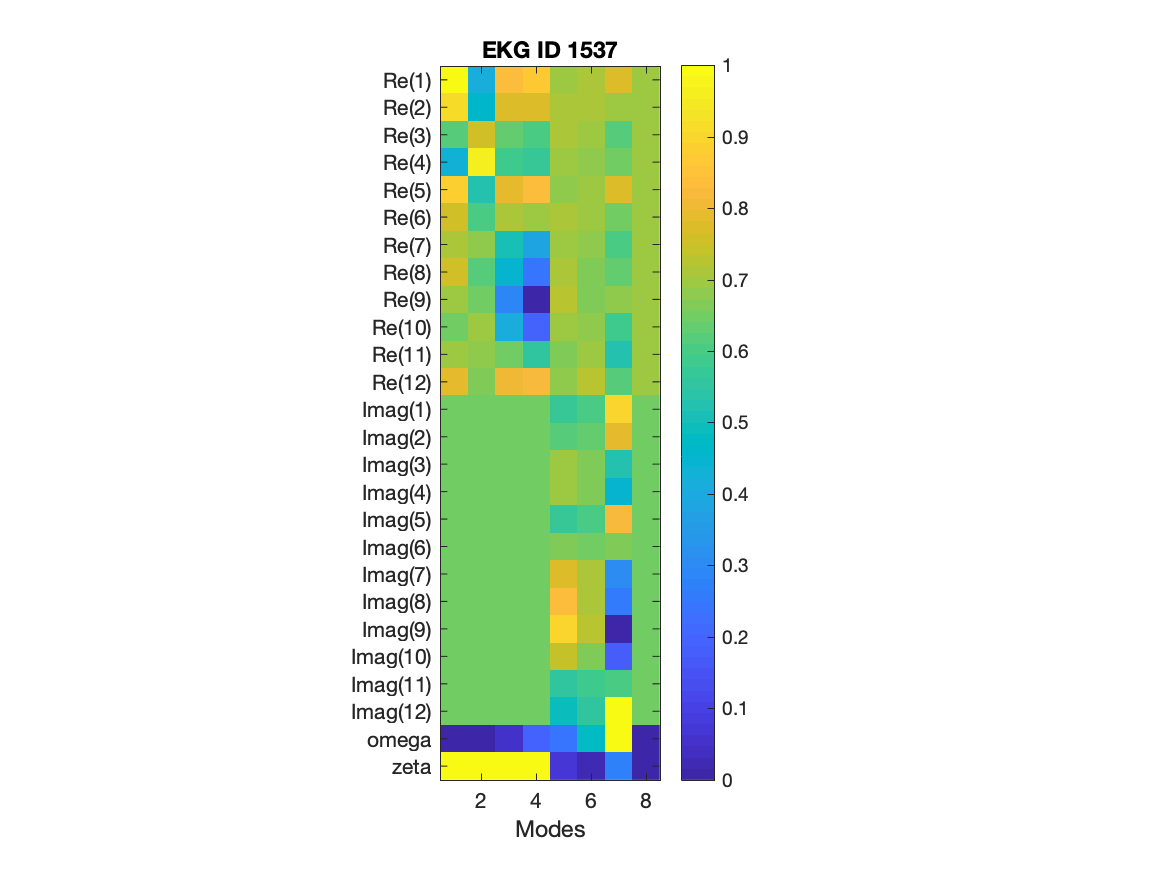 EKG ID 1537
Re(1)
Re(2)
Re(3)
Re(4)
Re(5)
Re(6)
Re(7)
Re(8)
Re(9)
Re(10)
Re(11)
Re(12)
Imag(1)
Imag(2)
Imag(3)
Imag(4)
Imag(5)
Imag(6)
Imag(7)
Imag(8)
Imag(9)
Imag(10)
Imag(11)
Imag(12)
omega
zeta
2 4 6 8
Modes
1
0.9
0.8
0.7
0.6
0.5
0.4
0.3
0.2
0.1
0